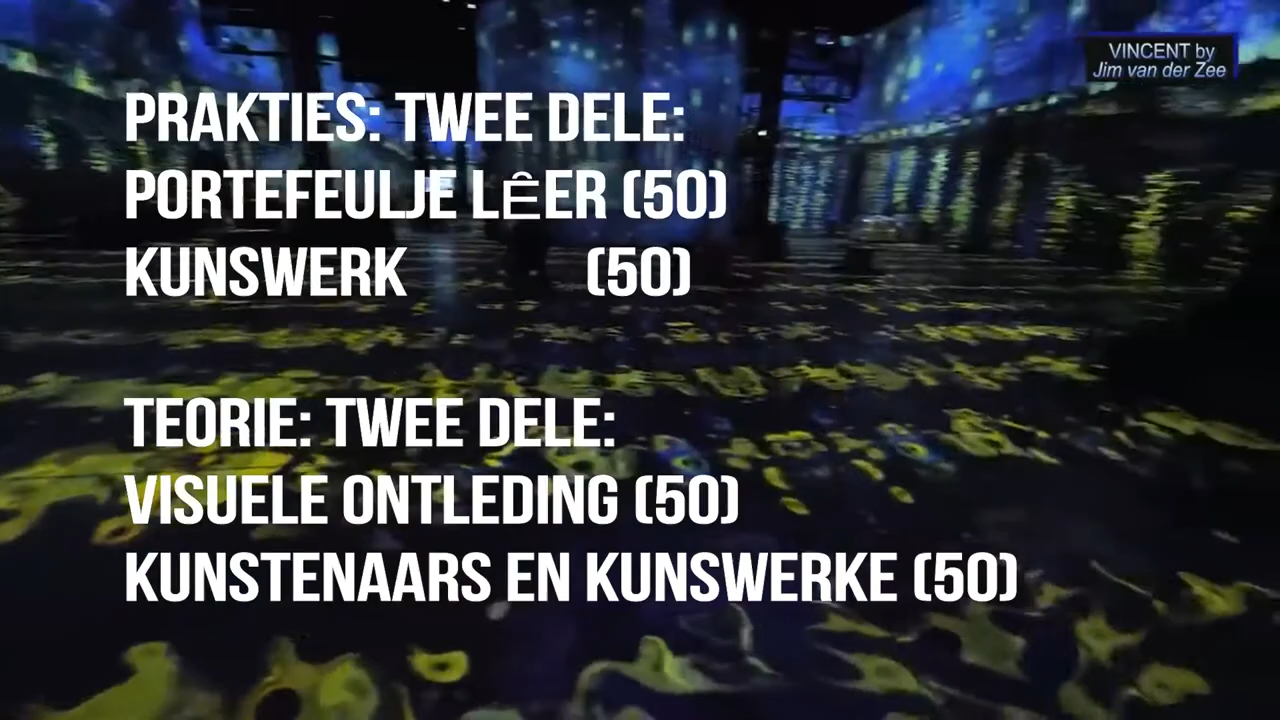 VINCENT by
Jim van der Zee
PRAKTIES: TWEE DELE:
PORTEFEULJE LÊER (50)
KUNSWERK (50)
TEORIE: TWEE DELE:
VISUELE ONTLEDING (50)
KUNSTENAARS EN KUNSWERKE (50)